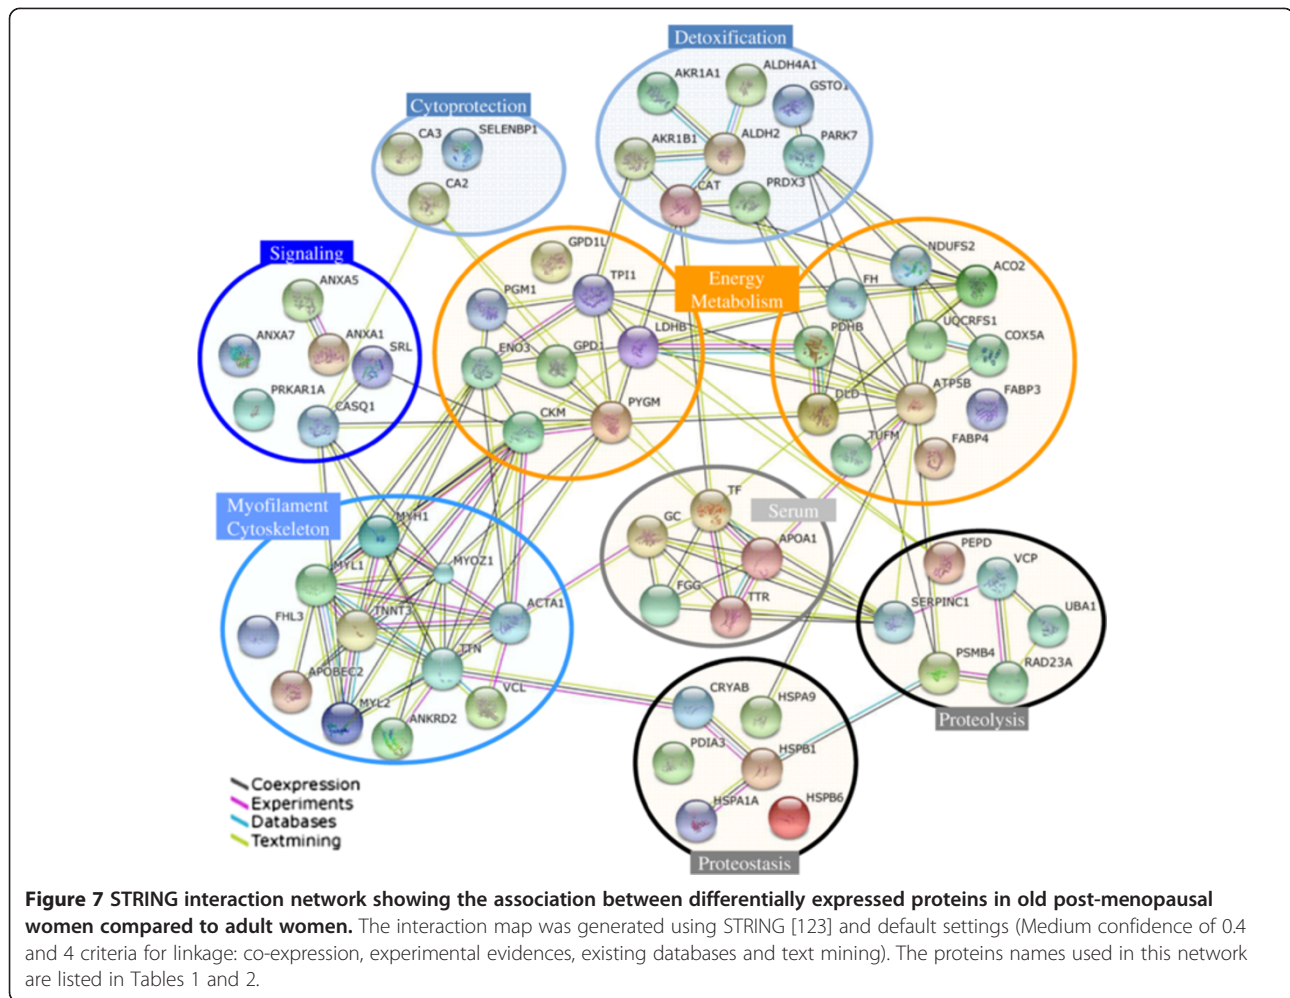 Detoxification
AKR1A1
ALDH4A1
GSTO1
AKR1B1
ALDH2
PARK7
CAT
PRDX3
Cytoprotection
CA3
SELENBP1
CA2
Signaling
ANXA5
ANXA7
ANXA1
SRL
PRKAR1A
CASQ1
Energy
Metabolism
GPD1L
TPI1
PGM1
LDHB
ENO3
GPD1
CKM
PYGM
NDUFS2
ACO2
FH
UQCRFS1
COX5A
PDHB
ATP5B
DLD
FABP3
TUFM
FABP4
Myofilament
Cytoskeleton
MYH1
MYL1
MYOZ1
TNNT3
ACTA1
FHL3
TTN
APOBEC2
MYL2
ANKRD2
VCL
Serum
TF
GC
APOA1
FGG
TTR
PEPD
VCP
SERPINC1
UBA1
PSMB4
RAD23A
Proteolysis
CRYAB
HSPA9
PDIA3
HSPB1
HSPA1A
HSPB6
Proteostasis
Coexpression
Experiments
Databases
Textmining
Figure 7 STRING interaction network showing the association between differentially expressed proteins in old post-menopausal
women compared to adult women. The interaction map was generated using STRING [123] and default settings (Medium confidence of 0.4
and 4 criteria for linkage: co-expression, experimental evidences, existing databases and text mining). The proteins names used in this network
are listed in Tables 1 and 2.